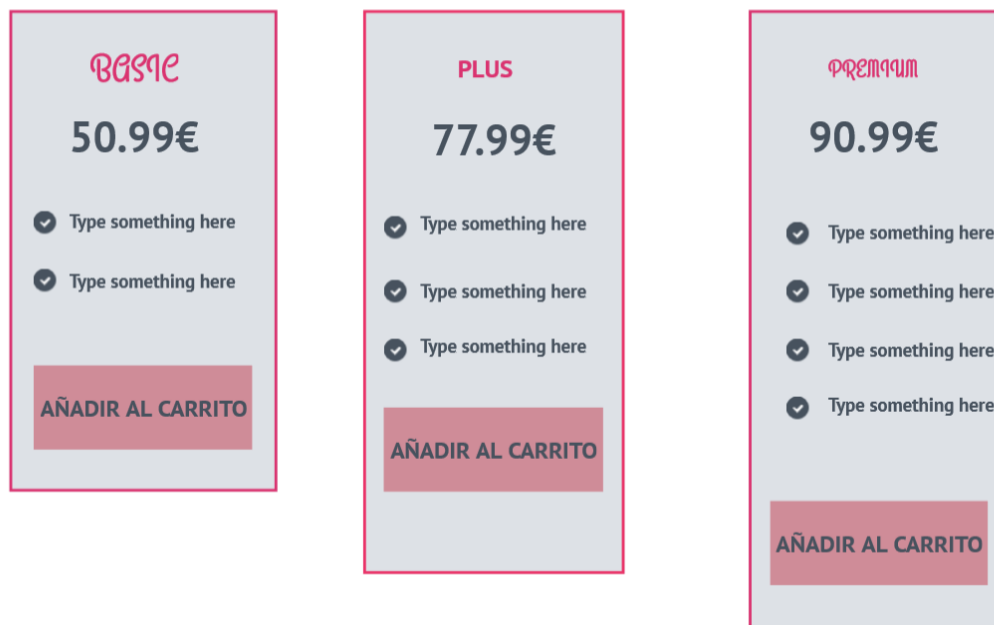 BASIC
50.99€
Type something here
Type something here
AÑADIR AL CARRITO
PLUS
77.99€
Type something here
Type something here
Type something here
AÑADIR AL CARRITO
PREMIUM
90.99€
Type something here
Type something here
Type something here
Type something here
AÑADIR AL CARRITO